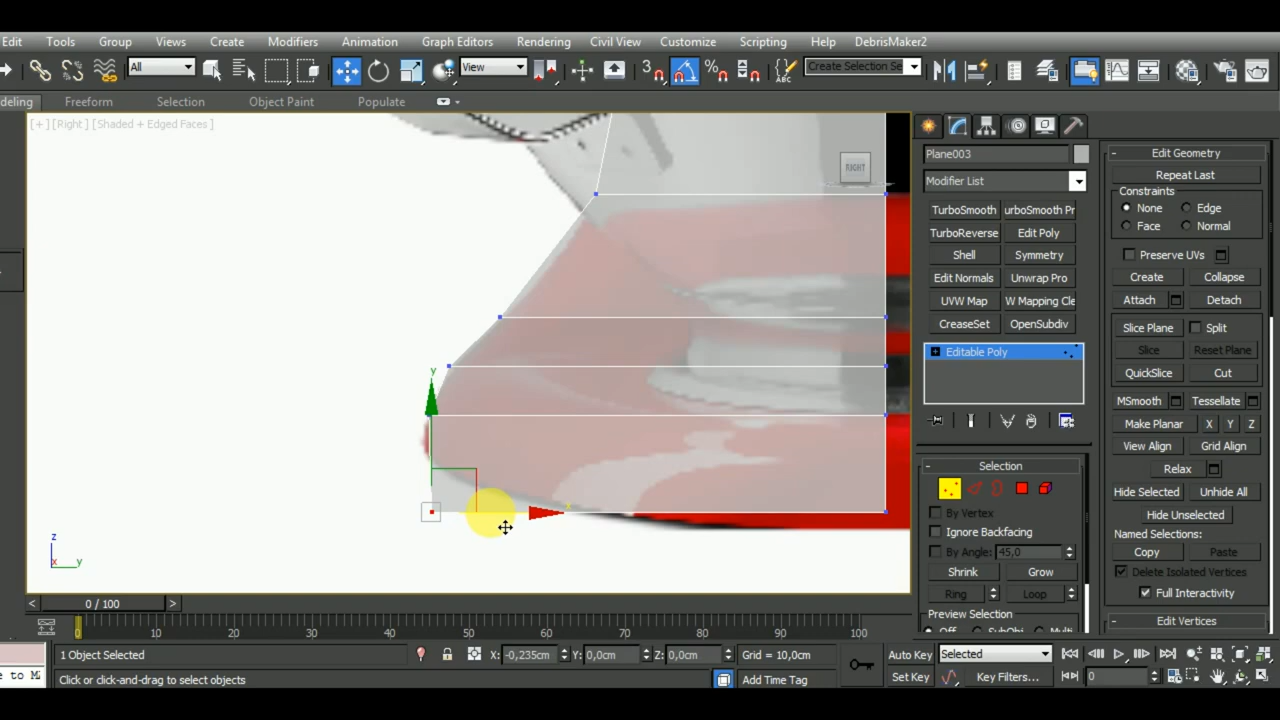 Edit Tools Group Views Create Modifiers Animation Graph Editors Rendering Civil View Customize Scripting Help DebrisMaker2
All View 3 Create Selection Se
deling Freeform Selection Object Paint Populate
[+] [Right] [Shaded + Edged Faces ]
RIGHT
y
x
z
x y
Plane003
Modifier List
TurboSmooth urboSmooth Pr
TurboReverse Edit Poly
Shell Symmetry
Edit Normals Unwrap Pro
UVW Map W Mapping Cle
CreaseSet OpenSubdiv
Editable Poly
Selection
By Vertex
Ignore Backfacing
By Angle: 45,0
Shrink Grow
Ring Loop
Preview Selection
Off SubObj Multi
Edit Geometry
Repeat Last
Constraints
None Edge
Face Normal
Preserve UVs
Create Collapse
Attach Detach
Slice Plane Split
Slice Reset Plane
QuickSlice Cut
MSmooth Tessellate
Make Planar X Y Z
View Align Grid Align
Relax
Hide Selected Unhide All
Hide Unselected
Named Selections:
Copy Paste
Delete Isolated Vertices
Full Interactivity
Edit Vertices
< 0 / 100 >
0 10 20 30 40 50 60 70 80 90 100
1 Object Selected X: -0,235cm Y: 0,0cm Z: 0,0cm Grid = 10,0cm Auto Key Selected
Click or click-and-drag to select objects Add Time Tag Set Key Key Filters... 0